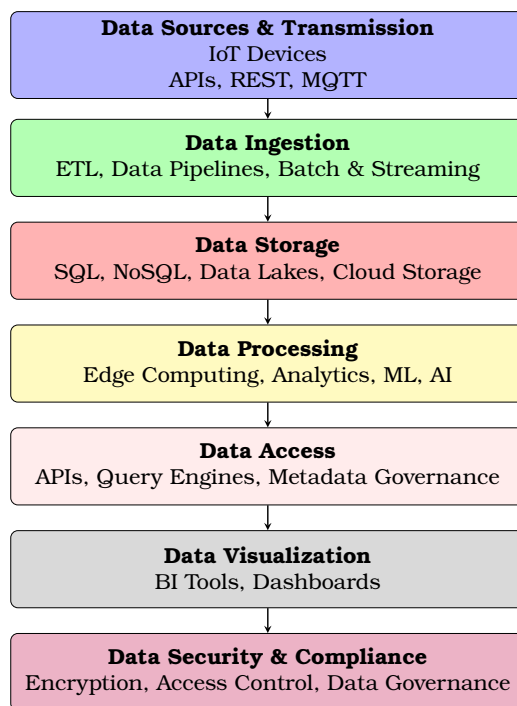 Data Sources & Transmission
IoT Devices
APIs, REST, MQTT
Data Ingestion
ETL, Data Pipelines, Batch & Streaming
Data Storage
SQL, NoSQL, Data Lakes, Cloud Storage
Data Processing
Edge Computing, Analytics, ML, AI
Data Access
APIs, Query Engines, Metadata Governance
Data Visualization
BI Tools, Dashboards
Data Security & Compliance
Encryption, Access Control, Data Governance